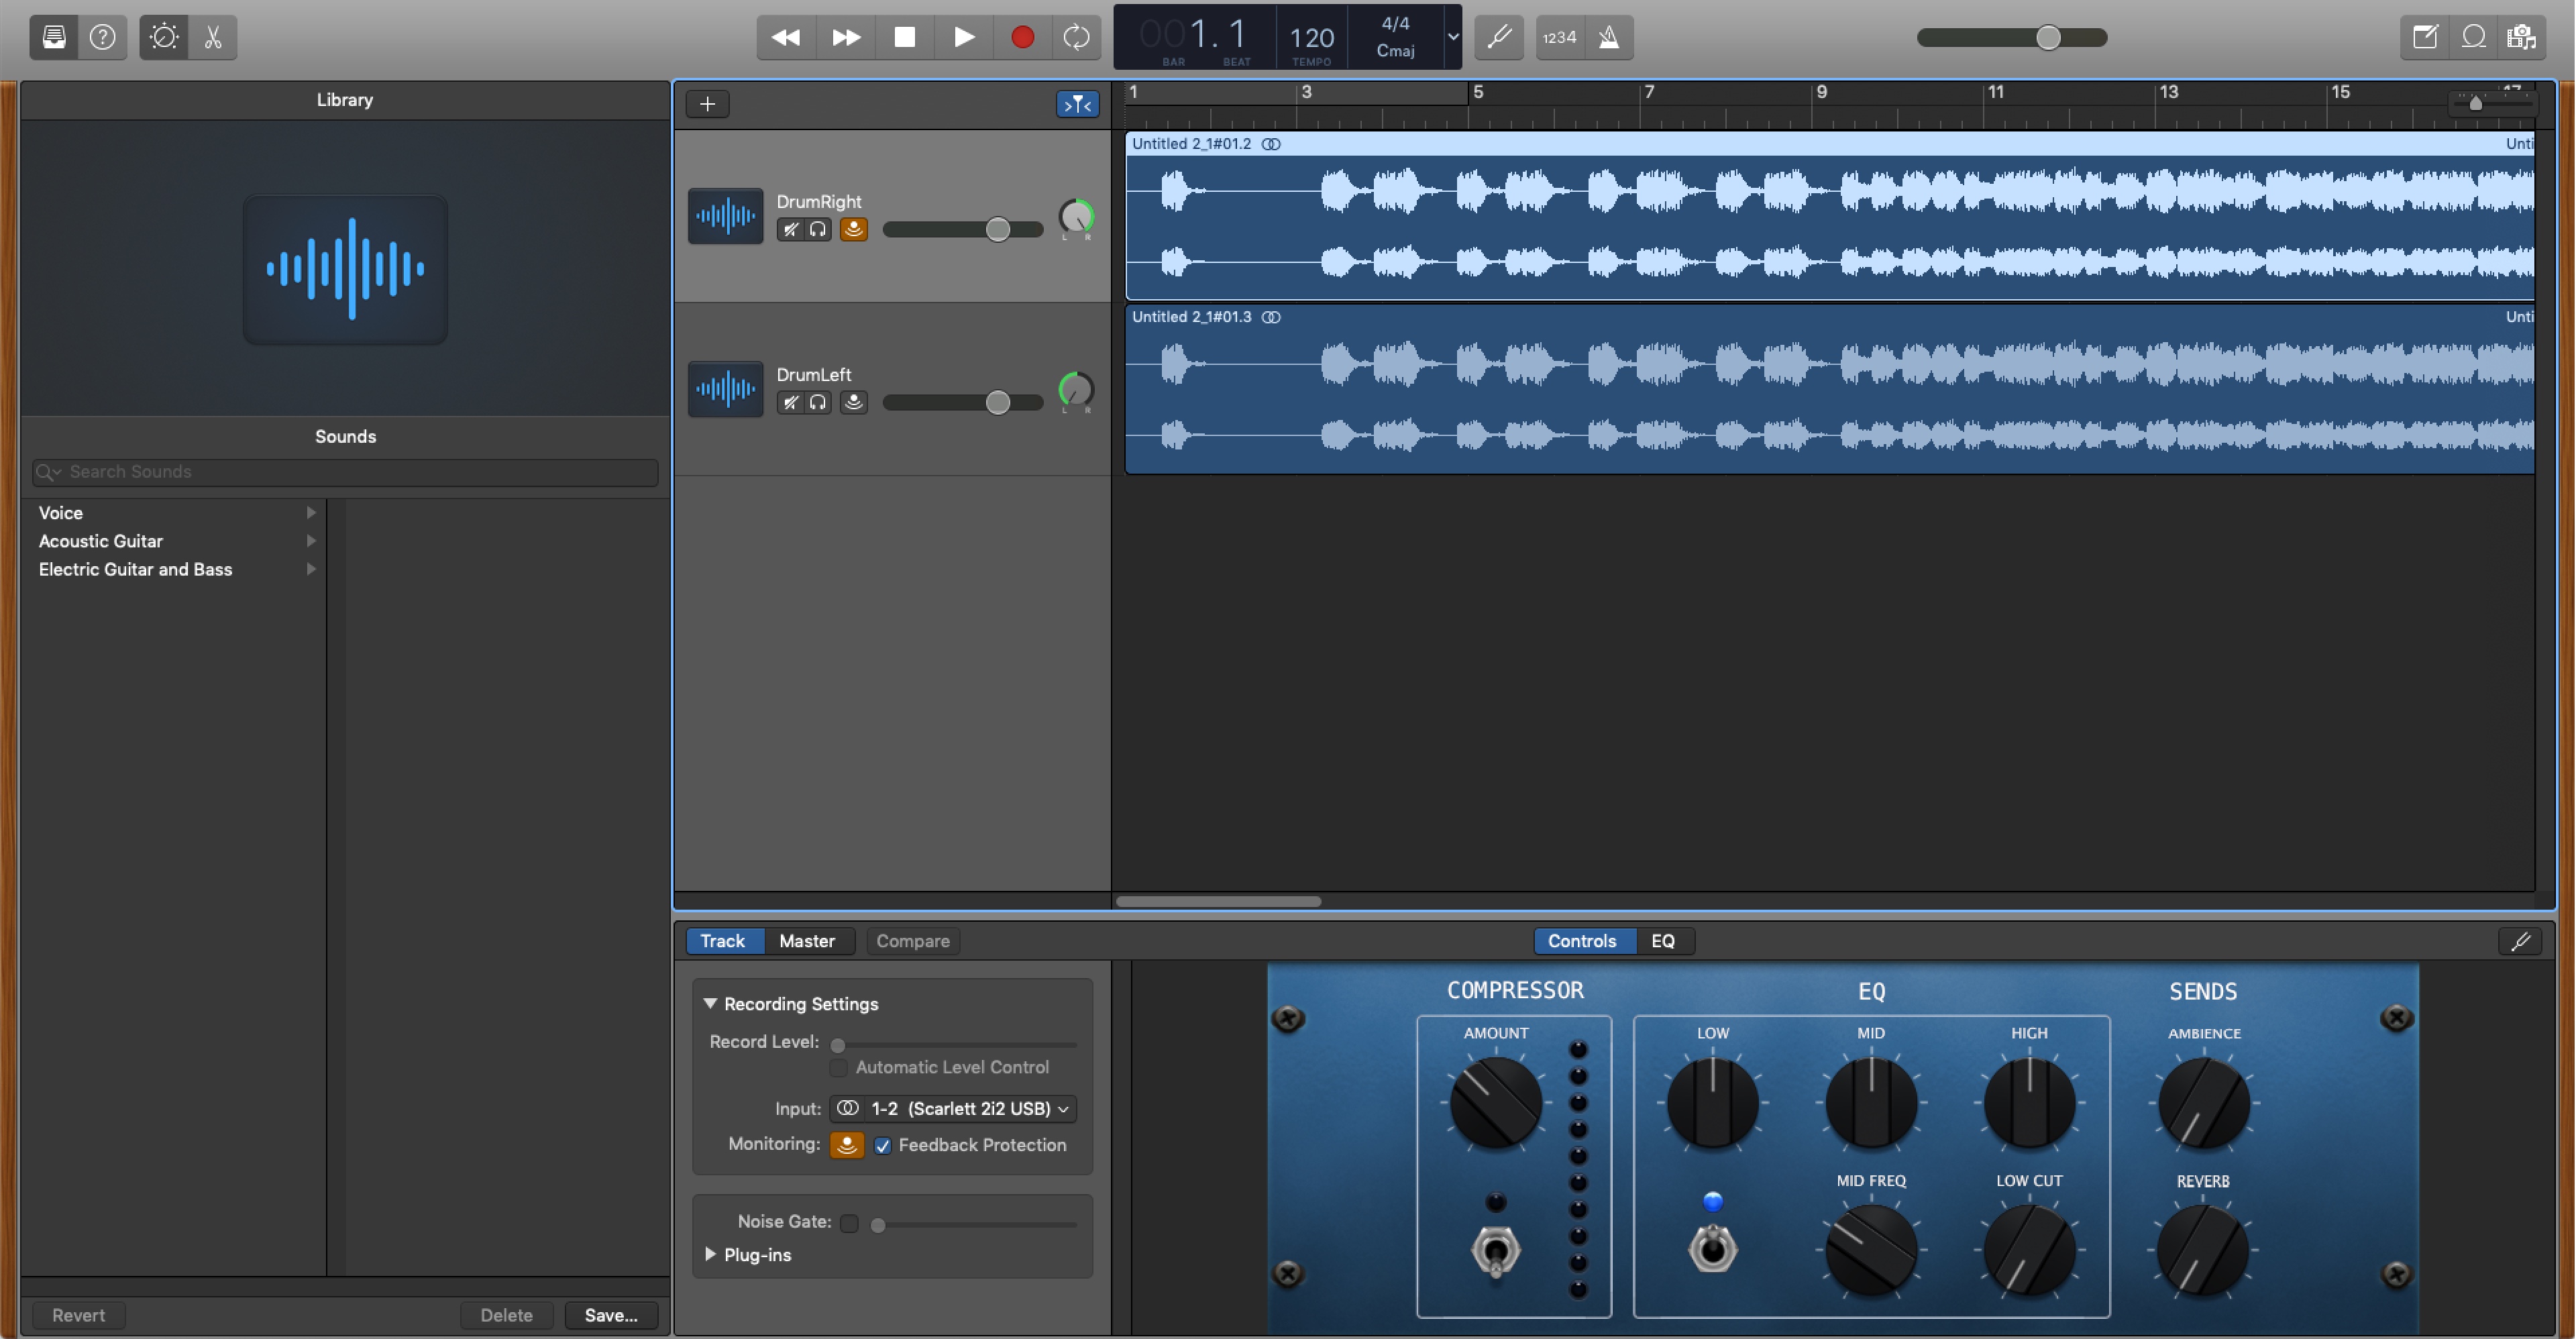 001. 1
BAR BEAT
120
TEMPO
4/4
Cmaj
1234
Library
Sounds
Search Sounds
Voice
Acoustic Guitar
Electric Guitar and Bass
Revert
Delete
Save...
1 3 5 7 9 11 13 15 17
DrumRight
L R
Untitled 2_1#01.2
Unti
DrumLeft
L R
Untitled 2_1#01.3
Unti
Track Master Compare
Controls EQ
Recording Settings
Record Level:
Automatic Level Control
Input: 1-2 (Scarlett 2i2 USB)
Monitoring: Feedback Protection
Noise Gate:
Plug-ins
COMPRESSOR
AMOUNT
EQ
LOW MID HIGH
MID FREQ LOW CUT
SENDS
AMBIENCE
REVERB